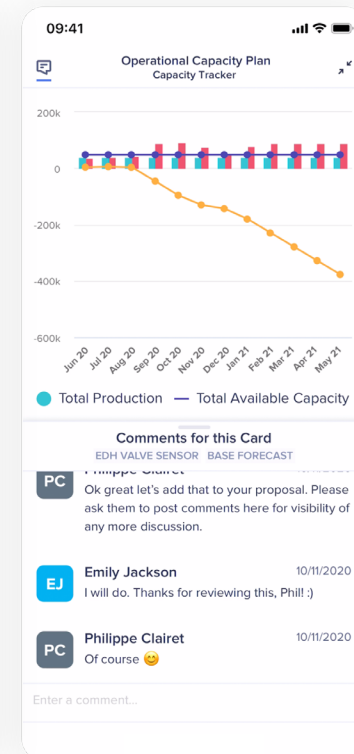 09:41
Operational Capacity Plan
Capacity Tracker
200k
0
-200k
-400k
-600k
Jun 20
Jul 20
Aug 20
Sep 20
Oct 20
Nov 20
Dec 20
Jan 21
Feb 21
Mar 21
Apr 21
May 21
Total Production
Total Available Capacity
Comments for this Card
EDH VALVE SENSOR BASE FORECAST
Philippe Clairet
PC
Ok great let's add that to your proposal. Please
ask them to post comments here for visibility of
any more discussion.
EJ
Emily Jackson 10/11/2020
I will do. Thanks for reviewing this, Phil! :)
PC
Philippe Clairet 10/11/2020
Of course 😊
Enter a comment...